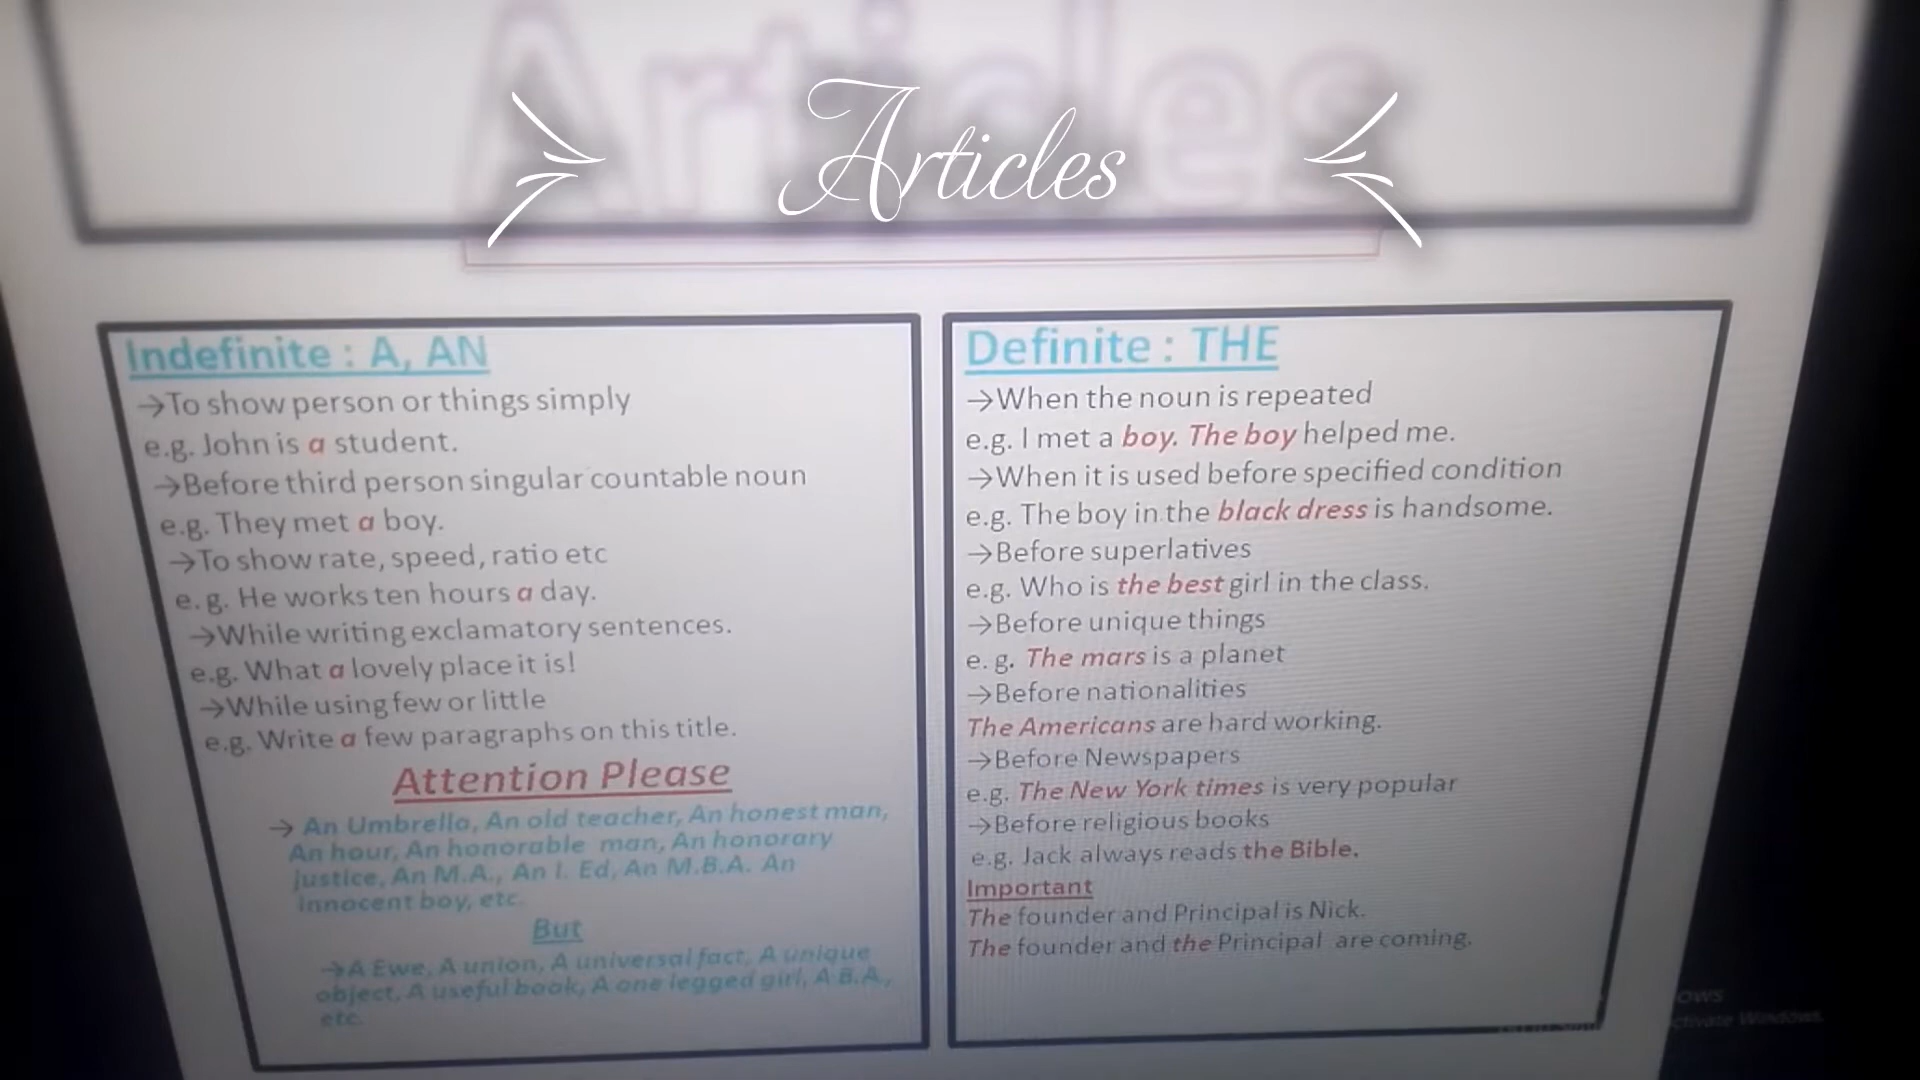 Articles
Articles
Indefinite : A, AN
→To show person or things simply
e.g. John is a student.
→Before third person singular countable noun
e.g. They met a boy.
→To show rate, speed, ratio etc
e. g. He works ten hours a day.
→While writing exclamatory sentences.
e.g. What a lovely place it is!
→While using few or little
e.g. Write a few paragraphs on this title.
Attention Please
→ An Umbrella, An old teacher, An honest man,
An hour, An honorable man, An honorary
justice, An M.A., An I. Ed, An M.B.A. An
innocent boy, etc.
But
→A Ewe, A union, A universal fact, A unique
object, A useful book, A one legged girl, A B.A.,
etc.
Definite : THE
→When the noun is repeated
e.g. I met a boy. The boy helped me.
→When it is used before specified condition
e.g. The boy in the black dress is handsome.
→Before superlatives
e.g. Who is the best girl in the class.
→Before unique things
e. g. The mars is a planet
→Before nationalities
The Americans are hard working.
→Before Newspapers
e.g. The New York times is very popular
→Before religious books
e.g. Jack always reads the Bible.
Important
The founder and Principal is Nick.
The founder and the Principal are coming.
Windows.